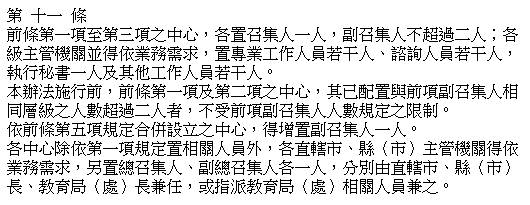 第 十一 條
前條第一項至第三項之中心，各置召集人一人，副召集人不超過二人；各
級主管機關並得依業務需求，置專業工作人員若干人、諮詢人員若干人，
執行秘書一人及其他工作人員若干人。
本辦法施行前，前條第一項及第二項之中心，其已配置與前項副召集人相
同層級之人數超過二人者，不受前項副召集人人數規定之限制。
依前條第五項規定合併設立之中心，得增置副召集人一人。
各中心除依第一項規定置相關人員外，各直轄市、縣（市）主管機關得依
業務需求，另置總召集人、副總召集人各一人，分別由直轄市、縣（市）
長、教育局（處）長兼任，或指派教育局（處）相關人員兼之。